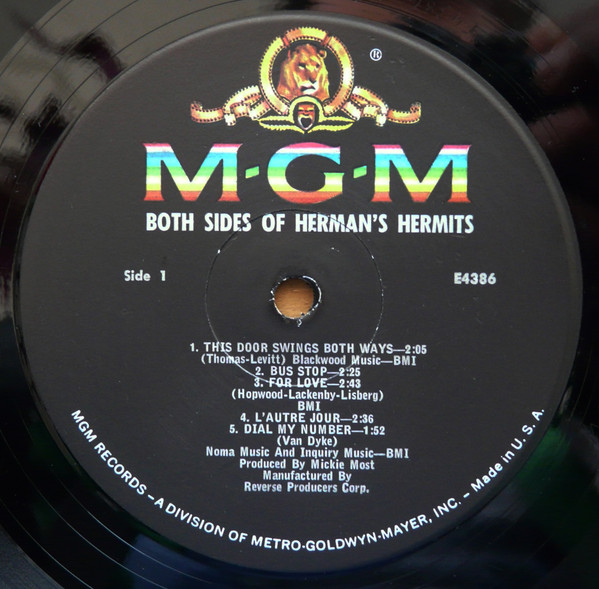 ®
M·G·M
BOTH SIDES OF HERMAN'S HERMITS
Side 1
E4386
1. THIS DOOR SWINGS BOTH WAYS—2:05
(Thomas-Levitt) Blackwood Music—BMI
2. BUS STOP—2:25
3. FOR LOVE—2:43
(Hopwood-Lackenby-Lisberg)
BMI
4. L'AUTRE JOUR—2:36
5. DIAL MY NUMBER—1:52
(Van Dyke)
Noma Music And Inquiry Music—BMI
Produced By Mickie Most
Manufactured By
Reverse Producers Corp.
MGM RECORDS – A DIVISION OF METRO-GOLDWYN-MAYER, INC. – Made in U. S. A.